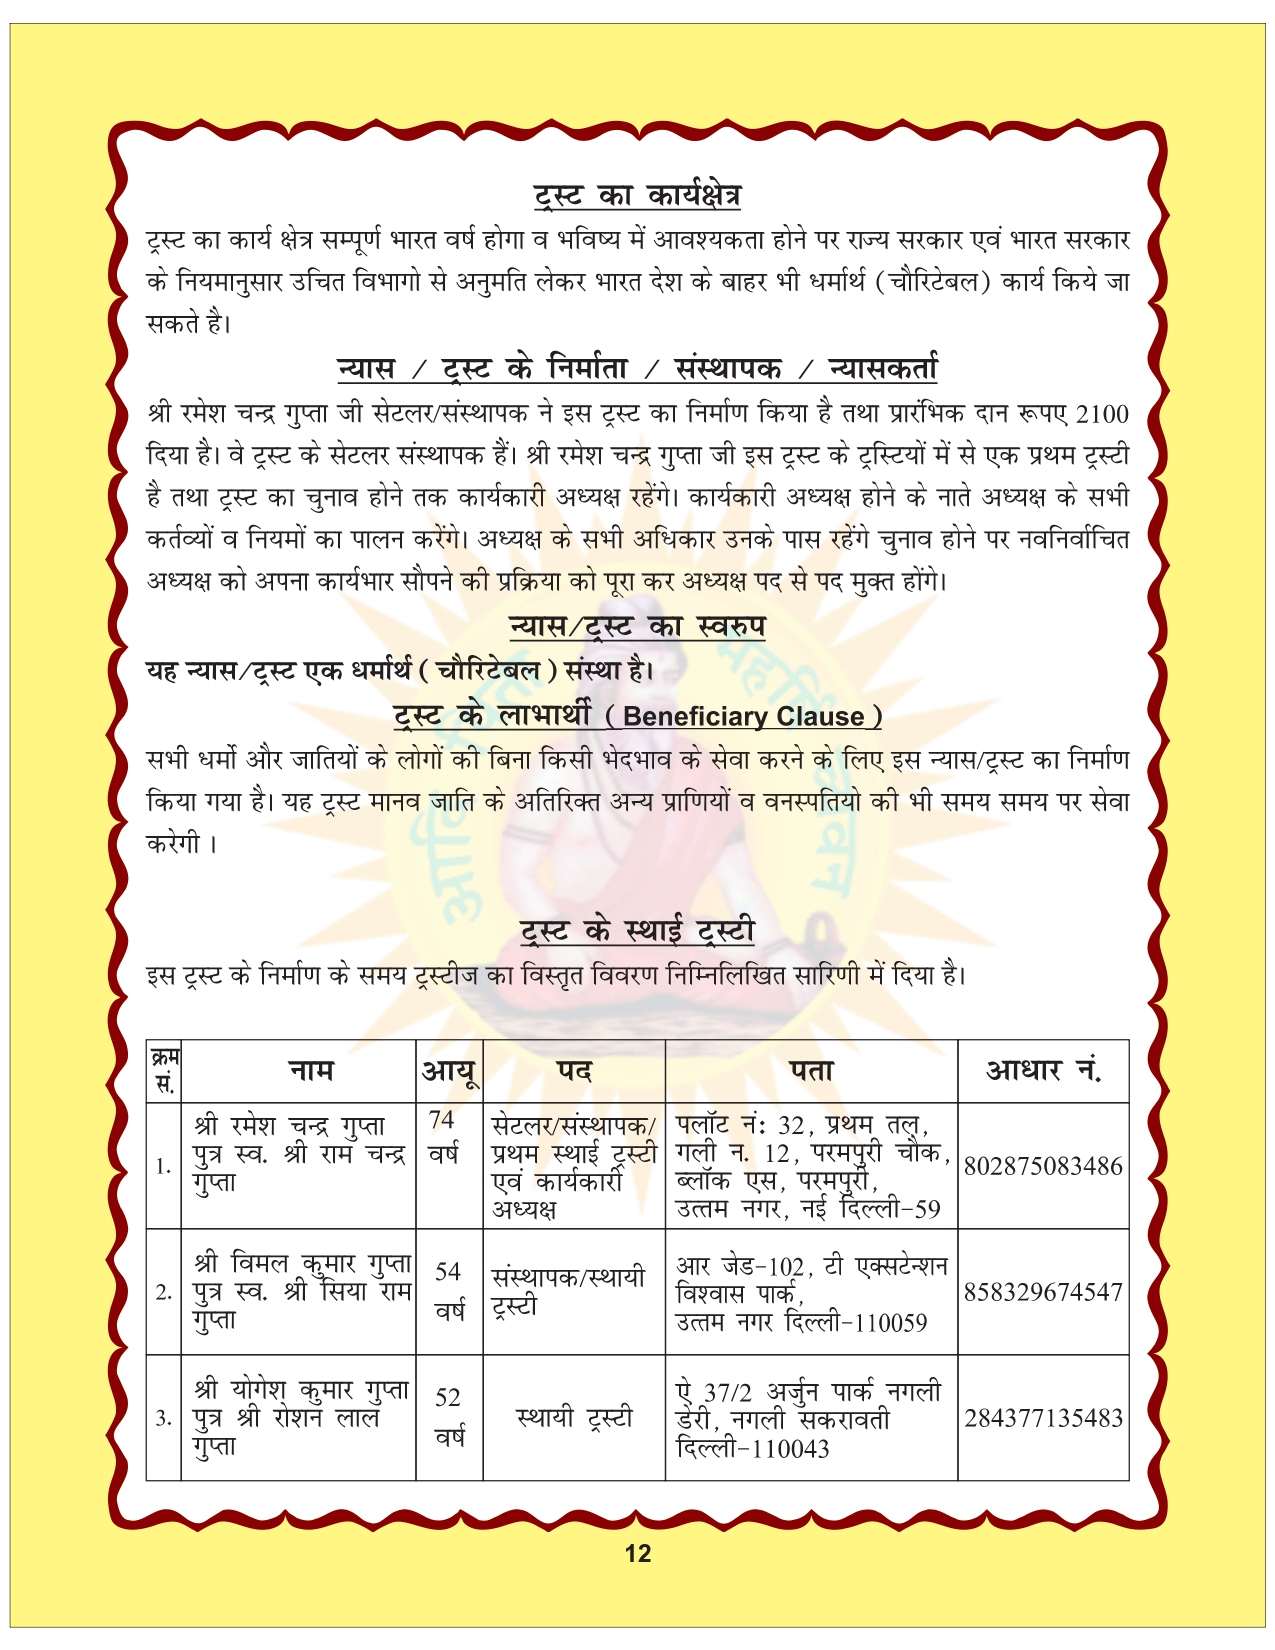 ट्रस्ट का कार्यक्षेत्र
ट्रस्ट का कार्य क्षेत्र सम्पूर्ण भारत वर्ष होगा व भविष्य में आवश्यकता होने पर राज्य सरकार एवं भारत सरकार
के नियमानुसार उचित विभागो से अनुमति लेकर भारत देश के बाहर भी धर्मार्थ (चौरिटेबल) कार्य किये जा
सकते है।
न्यास / ट्रस्ट के निर्माता / संस्थापक / न्यासकर्ता
श्री रमेश चन्द्र गुप्ता जी सेटलर/संस्थापक ने इस ट्रस्ट का निर्माण किया है तथा प्रारंभिक दान रूपए 2100
दिया है। वे ट्रस्ट के सेटलर संस्थापक हैं। श्री रमेश चन्द्र गुप्ता जी इस ट्रस्ट के ट्रस्टियों में से एक प्रथम ट्रस्टी
है तथा ट्रस्ट का चुनाव होने तक कार्यकारी अध्यक्ष रहेंगे। कार्यकारी अध्यक्ष होने के नाते अध्यक्ष के सभी
कर्तव्यों व नियमों का पालन करेंगे। अध्यक्ष के सभी अधिकार उनके पास रहेंगे चुनाव होने पर नवनिर्वाचित
अध्यक्ष को अपना कार्यभार सौपने की प्रक्रिया को पूरा कर अध्यक्ष पद से पद मुक्त होंगे।
न्यास/ट्रस्ट का स्वरुप
यह न्यास/ट्रस्ट एक धर्मार्थ ( चौरिटेबल ) संस्था है।
ट्रस्ट के लाभार्थी ( Beneficiary Clause )
सभी धर्मो और जातियों के लोगों की बिना किसी भेदभाव के सेवा करने के लिए इस न्यास/ट्रस्ट का निर्माण
किया गया है। यह ट्रस्ट मानव जाति के अतिरिक्त अन्य प्राणियों व वनस्पतियो की भी समय समय पर सेवा
करेगी ।
ट्रस्ट के स्थाई ट्रस्टी
इस ट्रस्ट के निर्माण के समय ट्रस्टीज का विस्तृत विवरण निम्निलिखित सारिणी में दिया है।
क्रम सं. नाम आयू पद पता आधार नं.
1. श्री रमेश चन्द्र गुप्ता 74 सेटलर/संस्थापक/ पलॉट नं: 32, प्रथम तल, 802875083486
पुत्र स्व. श्री राम चन्द्र वर्ष प्रथम स्थाई ट्रस्टी गली न. 12, परमपुरी चौक,
गुप्ता एवं कार्यकारी ब्लॉक एस, परमपुरी,
अध्यक्ष उत्तम नगर, नई दिल्ली-59
2. श्री विमल कुमार गुप्ता 54 संस्थापक/स्थायी आर जेड-102, टी एक्सटेन्शन 858329674547
पुत्र स्व. श्री सिया राम वर्ष ट्रस्टी विश्वास पार्क,
गुप्ता उत्तम नगर दिल्ली-110059
3. श्री योगेश कुमार गुप्ता 52 स्थायी ट्रस्टी ऐ 37/2 अर्जुन पार्क नगली 284377135483
पुत्र श्री रोशन लाल वर्ष डेरी, नगली सकरावती
गुप्ता दिल्ली-110043
12